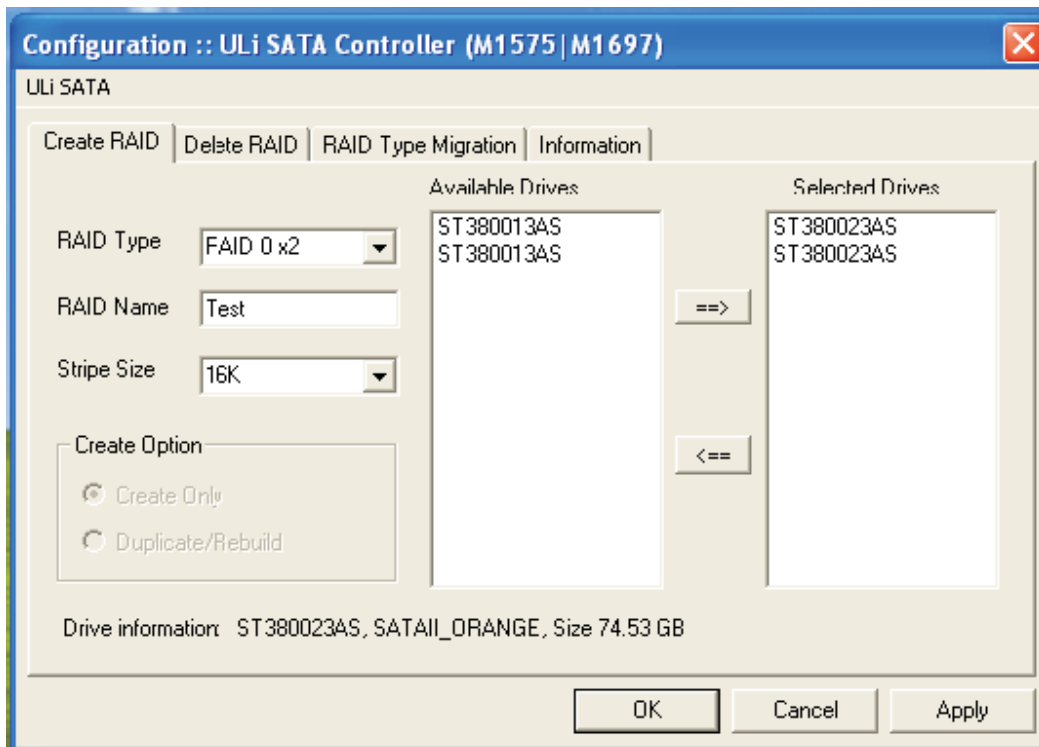 Configuration :: ULi SATA Controller (M1575|M1697)
ULi SATA
Create RAID Delete RAID RAID Type Migration Information
Available Drives Selected Drives
RAID Type FAID 0 x2
ST380013AS
ST380013AS
ST380023AS
ST380023AS
RAID Name Test
==>
Stripe Size 16K
Create Option
<==
Create Only
Duplicate/Rebuild
Drive information: ST380023AS, SATAII_ORANGE, Size 74.53 GB
OK Cancel Apply